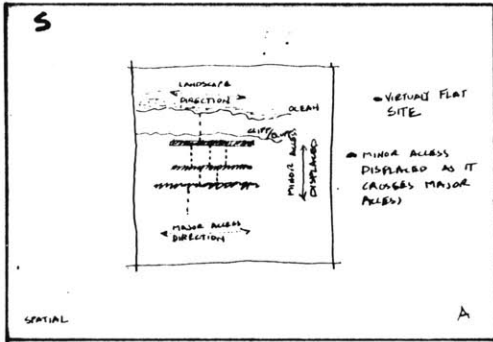 S
LANDSCAPE
DIRECTION
OCEAN
CLIFF
MINOR ACCESS
DISPLACED
MAJOR ACCESS
DIRECTION
VIRTUALLY FLAT
SITE
MINOR ACCESS
DISPLACED AS IT
CROSSES MAJOR
ACCESS
SPATIAL
A